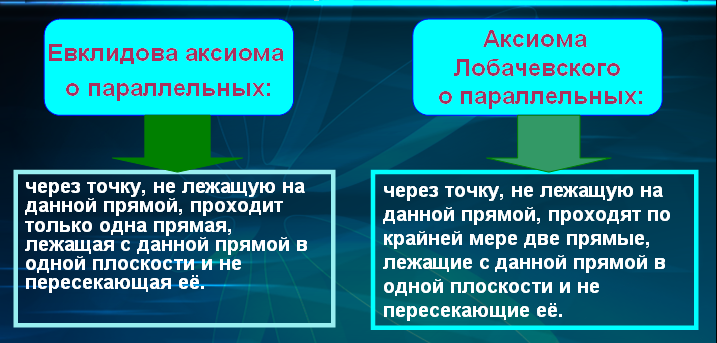 Евклидова аксиома
о параллельных:
через точку, не лежащую на
данной прямой, проходит
только одна прямая,
лежащая с данной прямой в
одной плоскости и не
пересекающая её.
Аксиома
Лобачевского
о параллельных:
через точку, не лежащую на
данной прямой, проходят по
крайней мере две прямые,
лежащие с данной прямой в
одной плоскости и не
пересекающие её.